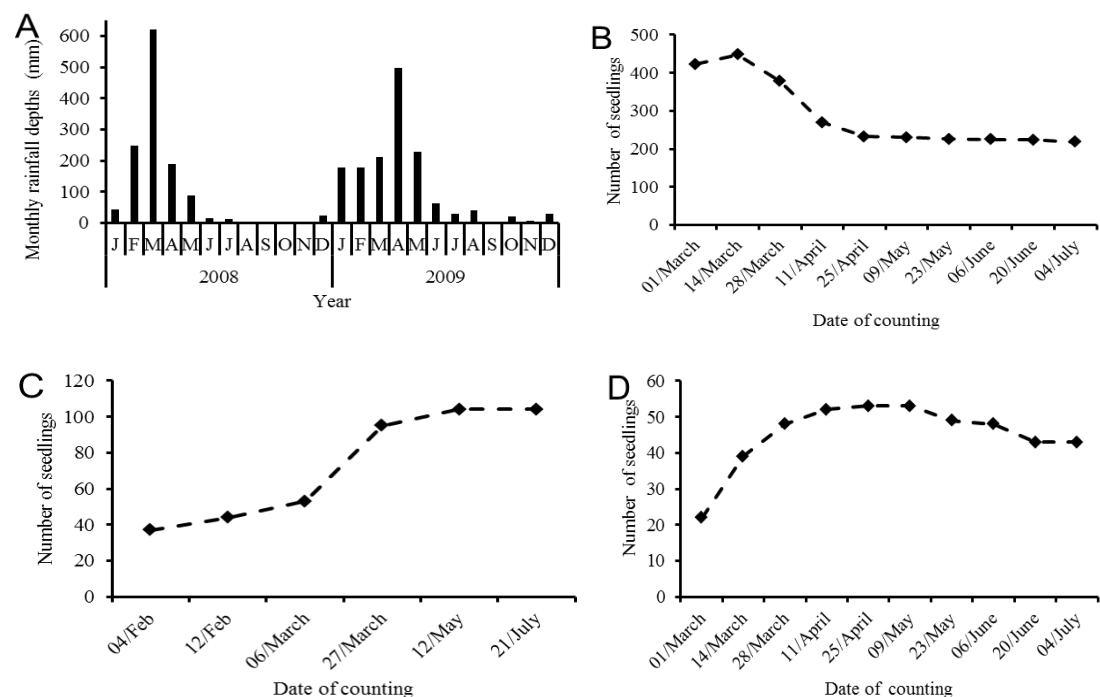 A
Monthly rainfall depths (mm)
600
500
400
300
200
100
0
J F M A M J J A S O N D J F M A M J J A S O N D
2008 2009
Year
B
Number of seedlings
500
400
300
200
100
0
01/March 14/March 28/March 11/April 25/April 09/May 23/May 06/June 20/June 04/July
Date of counting
C
Number of seedlings
120
100
80
60
40
20
0
04/Feb 12/Feb 06/March 27/March 12/May 21/July
Date of counting
D
Number of seedlings
60
50
40
30
20
10
0
01/March 14/March 28/March 11/April 25/April 09/May 23/May 06/June 20/June 04/July
Date of counting